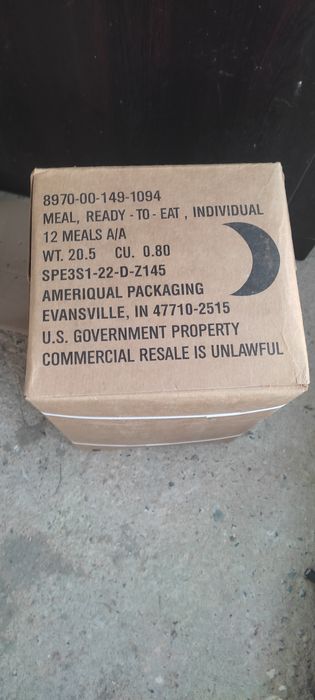 8970-00-149-1094
MEAL, READY - TO - EAT , INDIVIDUAL
12 MEALS A/A
WT. 20.5 CU. 0.80
SPE3S1-22-D-Z145
AMERIQUAL PACKAGING
EVANSVILLE, IN 47710-2515
U.S. GOVERNMENT PROPERTY
COMMERCIAL RESALE IS UNLAWFUL